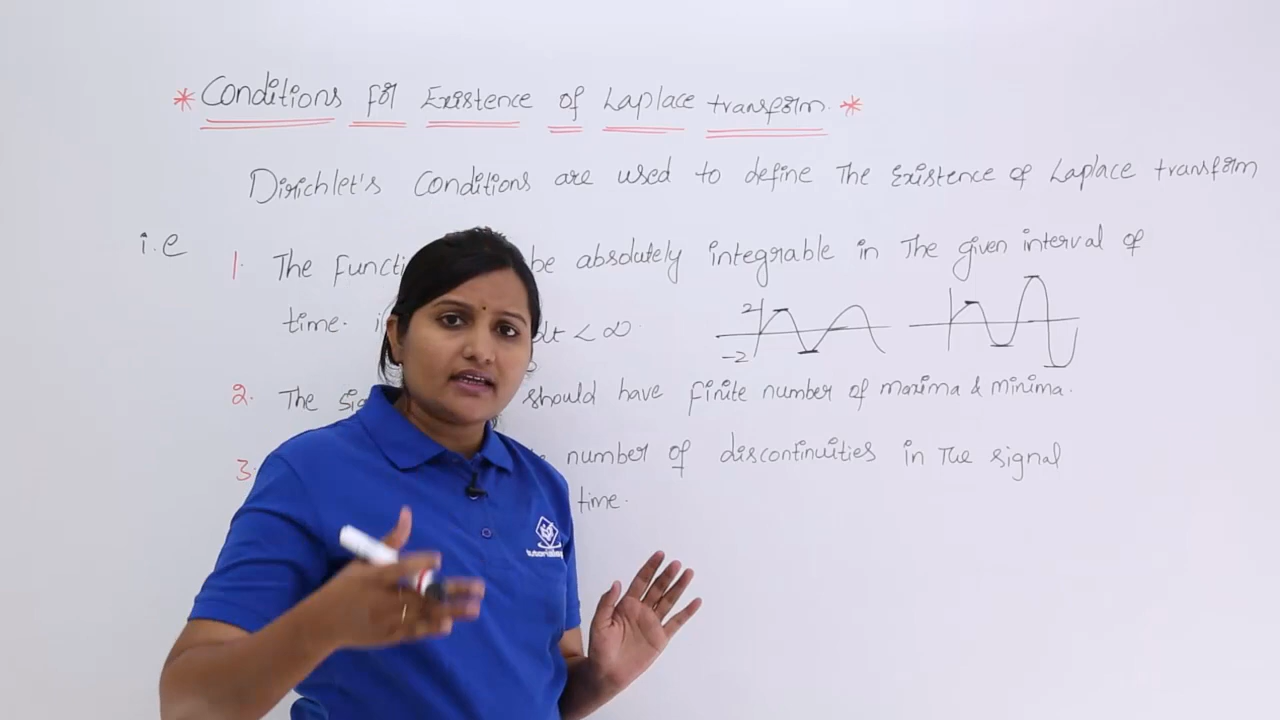 * Conditions for Existence of Laplace transform. *
Dirichlet's Conditions are used to define The Existence of Laplace transform
i.e
1. The be absolutely integrable in The given interval of
time. dt < ∞
2
-2
2. The should have finite number of maxima & minima.
3. number of discontinuities in The signal
time.